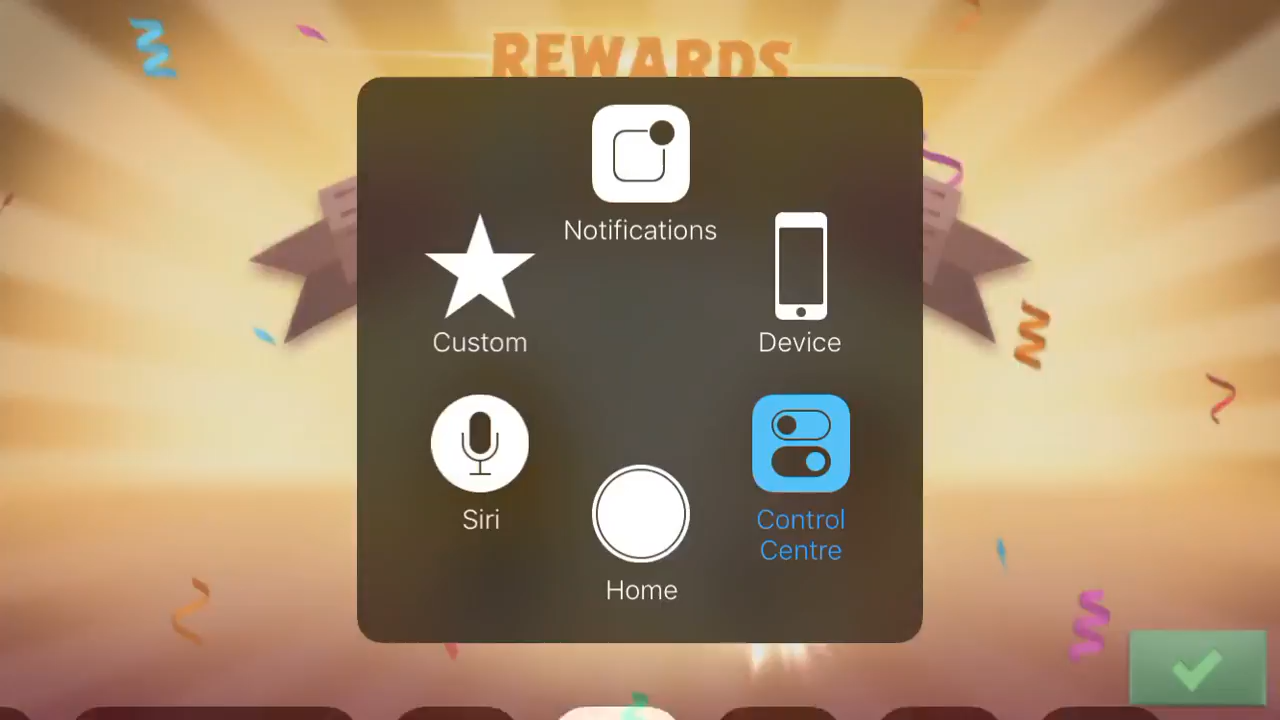 REWARDS
Notifications
Custom
Device
Siri
Control
Centre
Home